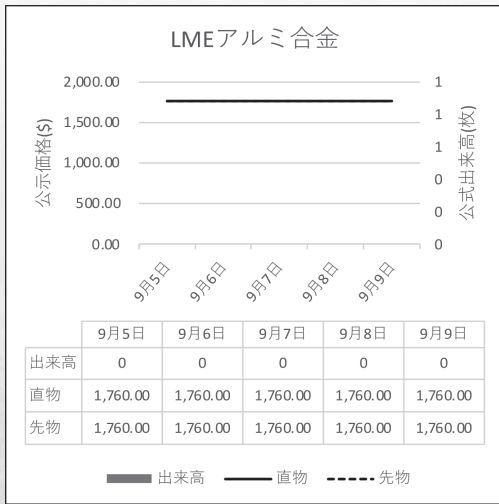 LMEアルミ合金
公示価格($)
2,000.00
1,500.00
1,000.00
500.00
0.00
1
1
1
0
0
0
公式出来高(枚)
9月5日 9月6日 9月7日 9月8日 9月9日
9月5日 9月6日 9月7日 9月8日 9月9日
出来高 0 0 0 0 0
直物 1,760.00 1,760.00 1,760.00 1,760.00 1,760.00
先物 1,760.00 1,760.00 1,760.00 1,760.00 1,760.00
出来高 直物 先物